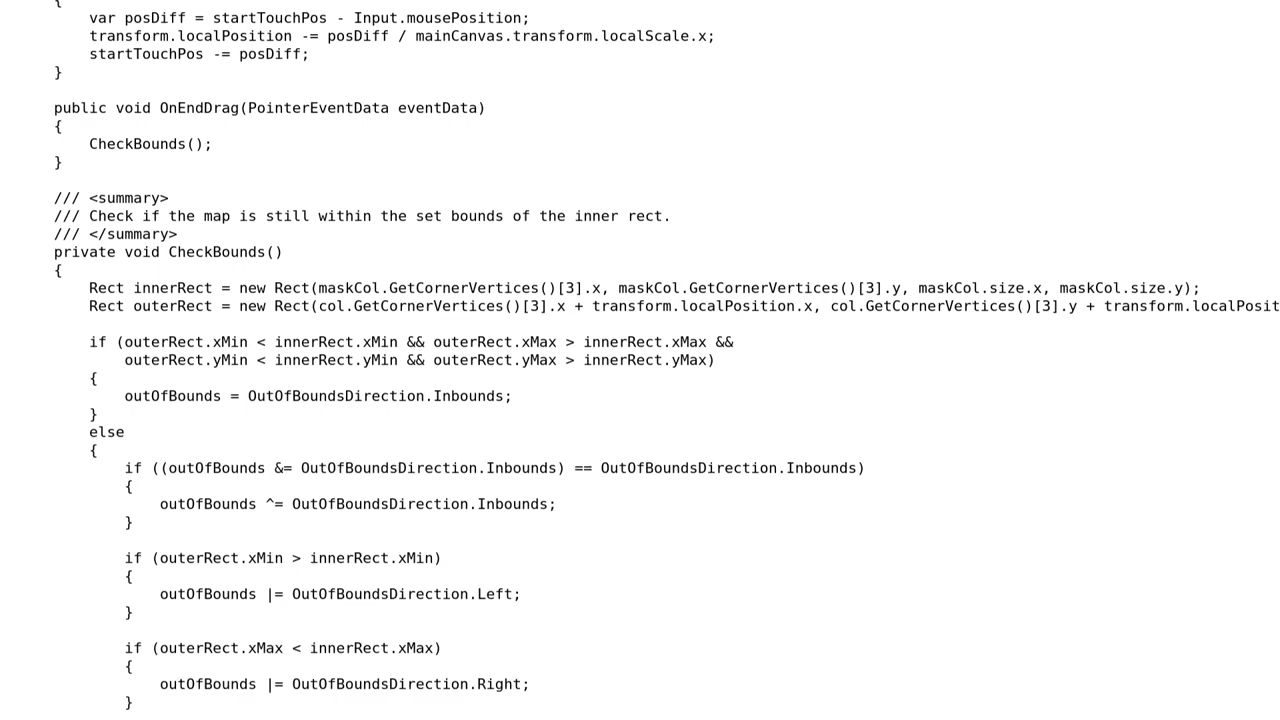 {
var posDiff = startTouchPos - Input.mousePosition;
transform.localPosition -= posDiff / mainCanvas.transform.localScale.x;
startTouchPos -= posDiff;
}
public void OnEndDrag(PointerEventData eventData)
{
CheckBounds();
}
/// <summary>
/// Check if the map is still within the set bounds of the inner rect.
/// </summary>
private void CheckBounds()
{
Rect innerRect = new Rect(maskCol.GetCornerVertices()[3].x, maskCol.GetCornerVertices()[3].y, maskCol.size.x, maskCol.size.y);
Rect outerRect = new Rect(col.GetCornerVertices()[3].x + transform.localPosition.x, col.GetCornerVertices()[3].y + transform.localPosit
if (outerRect.xMin < innerRect.xMin && outerRect.xMax > innerRect.xMax &&
outerRect.yMin < innerRect.yMin && outerRect.yMax > innerRect.yMax)
{
outOfBounds = OutOfBoundsDirection.Inbounds;
}
else
{
if ((outOfBounds &= OutOfBoundsDirection.Inbounds) == OutOfBoundsDirection.Inbounds)
{
outOfBounds ^= OutOfBoundsDirection.Inbounds;
}
if (outerRect.xMin > innerRect.xMin)
{
outOfBounds |= OutOfBoundsDirection.Left;
}
if (outerRect.xMax < innerRect.xMax)
{
outOfBounds |= OutOfBoundsDirection.Right;
}